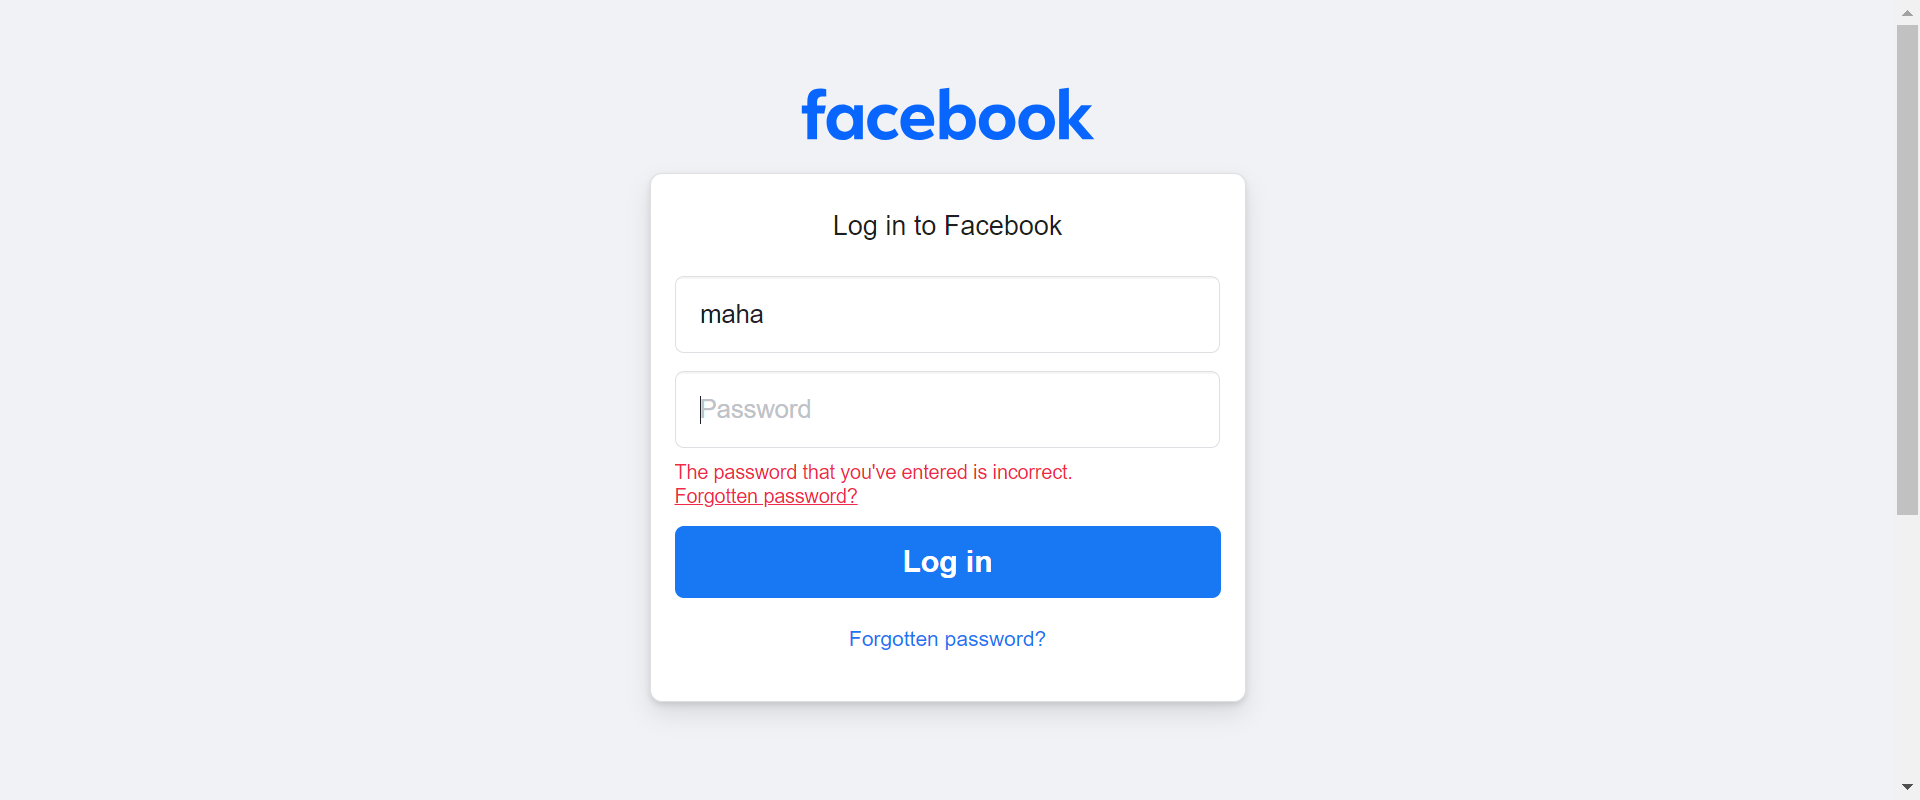 facebook
Log in to Facebook
maha
Password
The password that you've entered is incorrect.
Forgotten password?
Log in
Forgotten password?